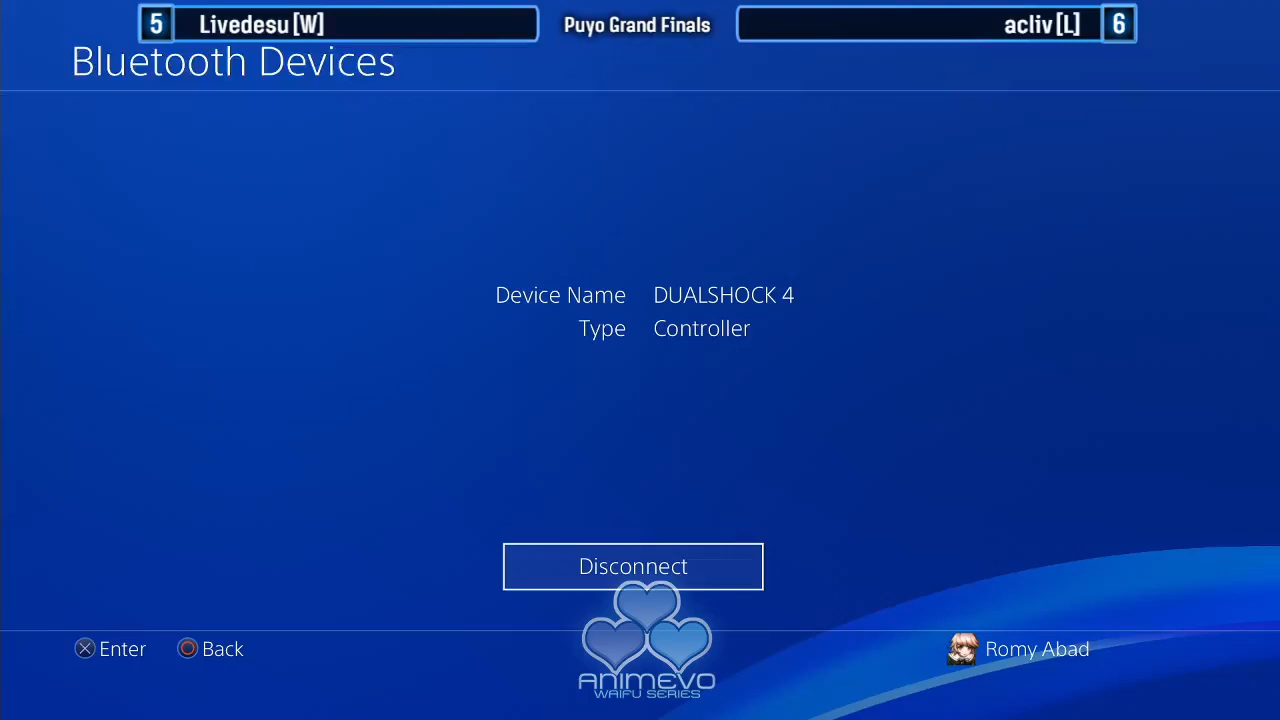 5 Livedesu[W] Puyo Grand Finals acliv[L] 6
Bluetooth Devices
Device Name DUALSHOCK 4
Type Controller
Disconnect
Enter Back Romy Abad
ANIMEVO
WAIFU SERIES